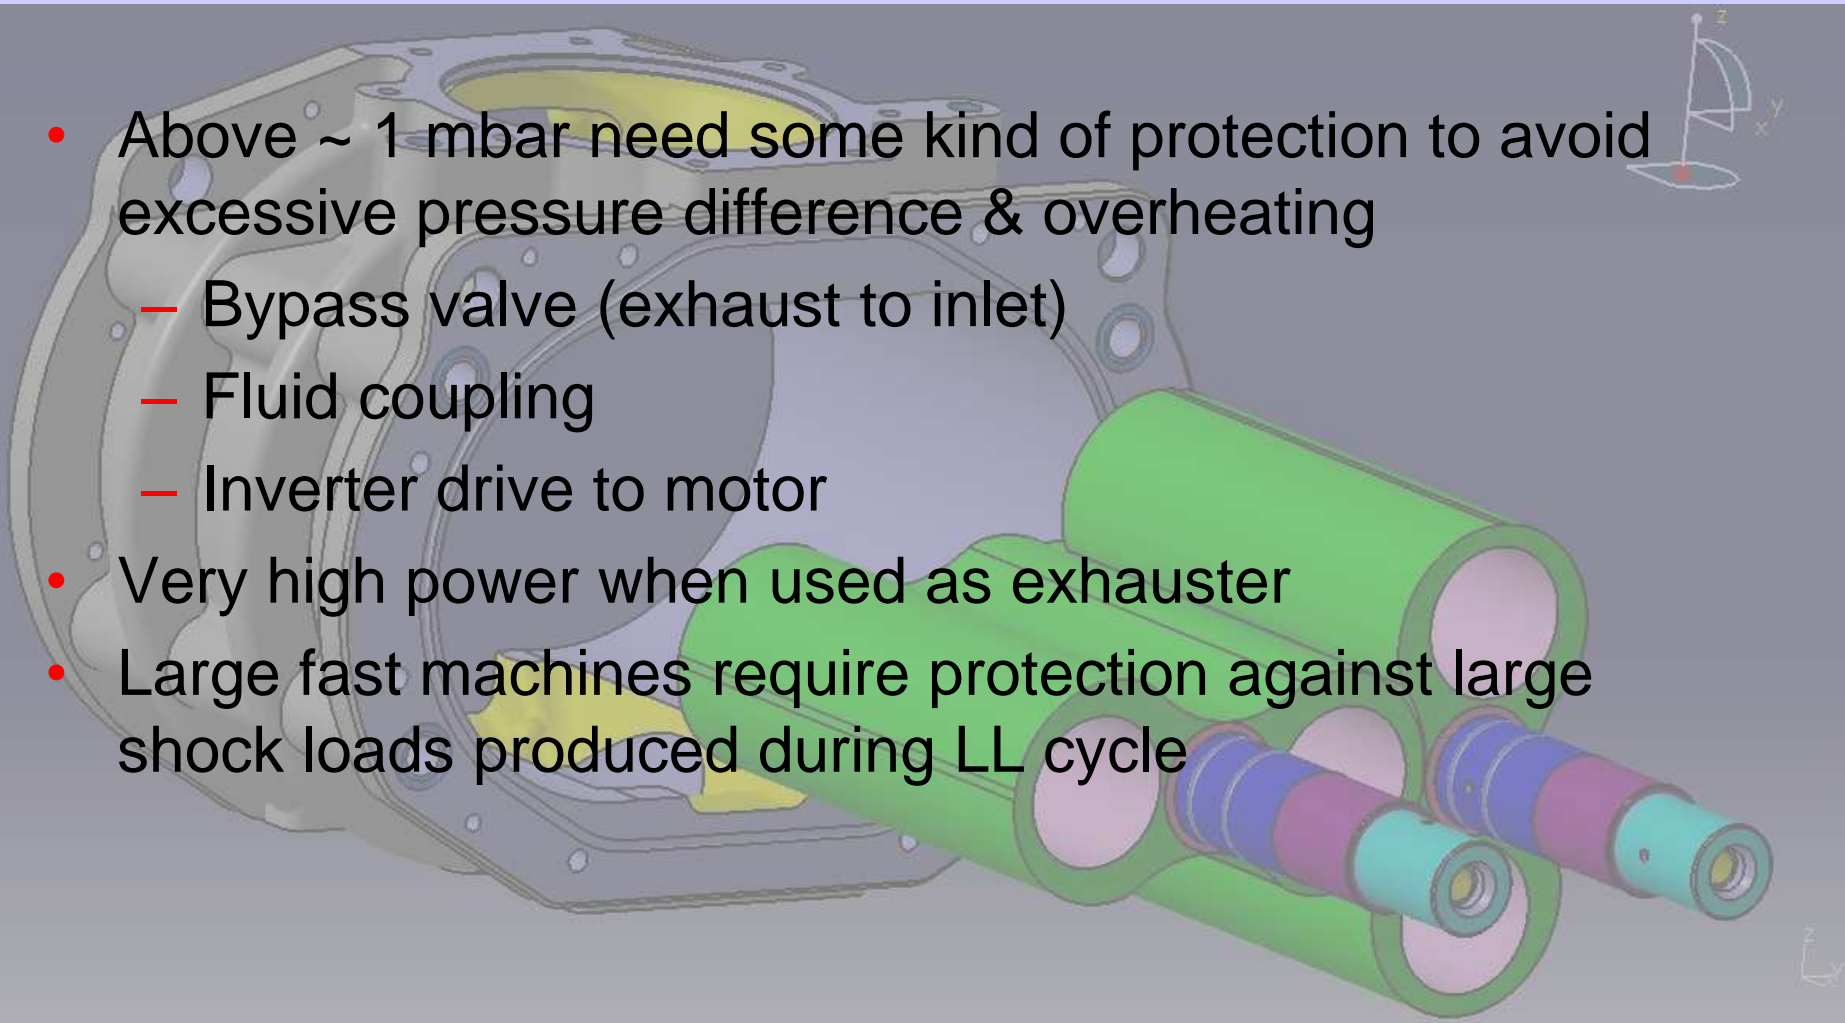 • Above ~ 1 mbar need some kind of protection to avoid
excessive pressure difference & overheating
– Bypass valve (exhaust to inlet)
– Fluid coupling
– Inverter drive to motor
• Very high power when used as exhauster
• Large fast machines require protection against large
shock loads produced during LL cycle
z
y
x
z
y